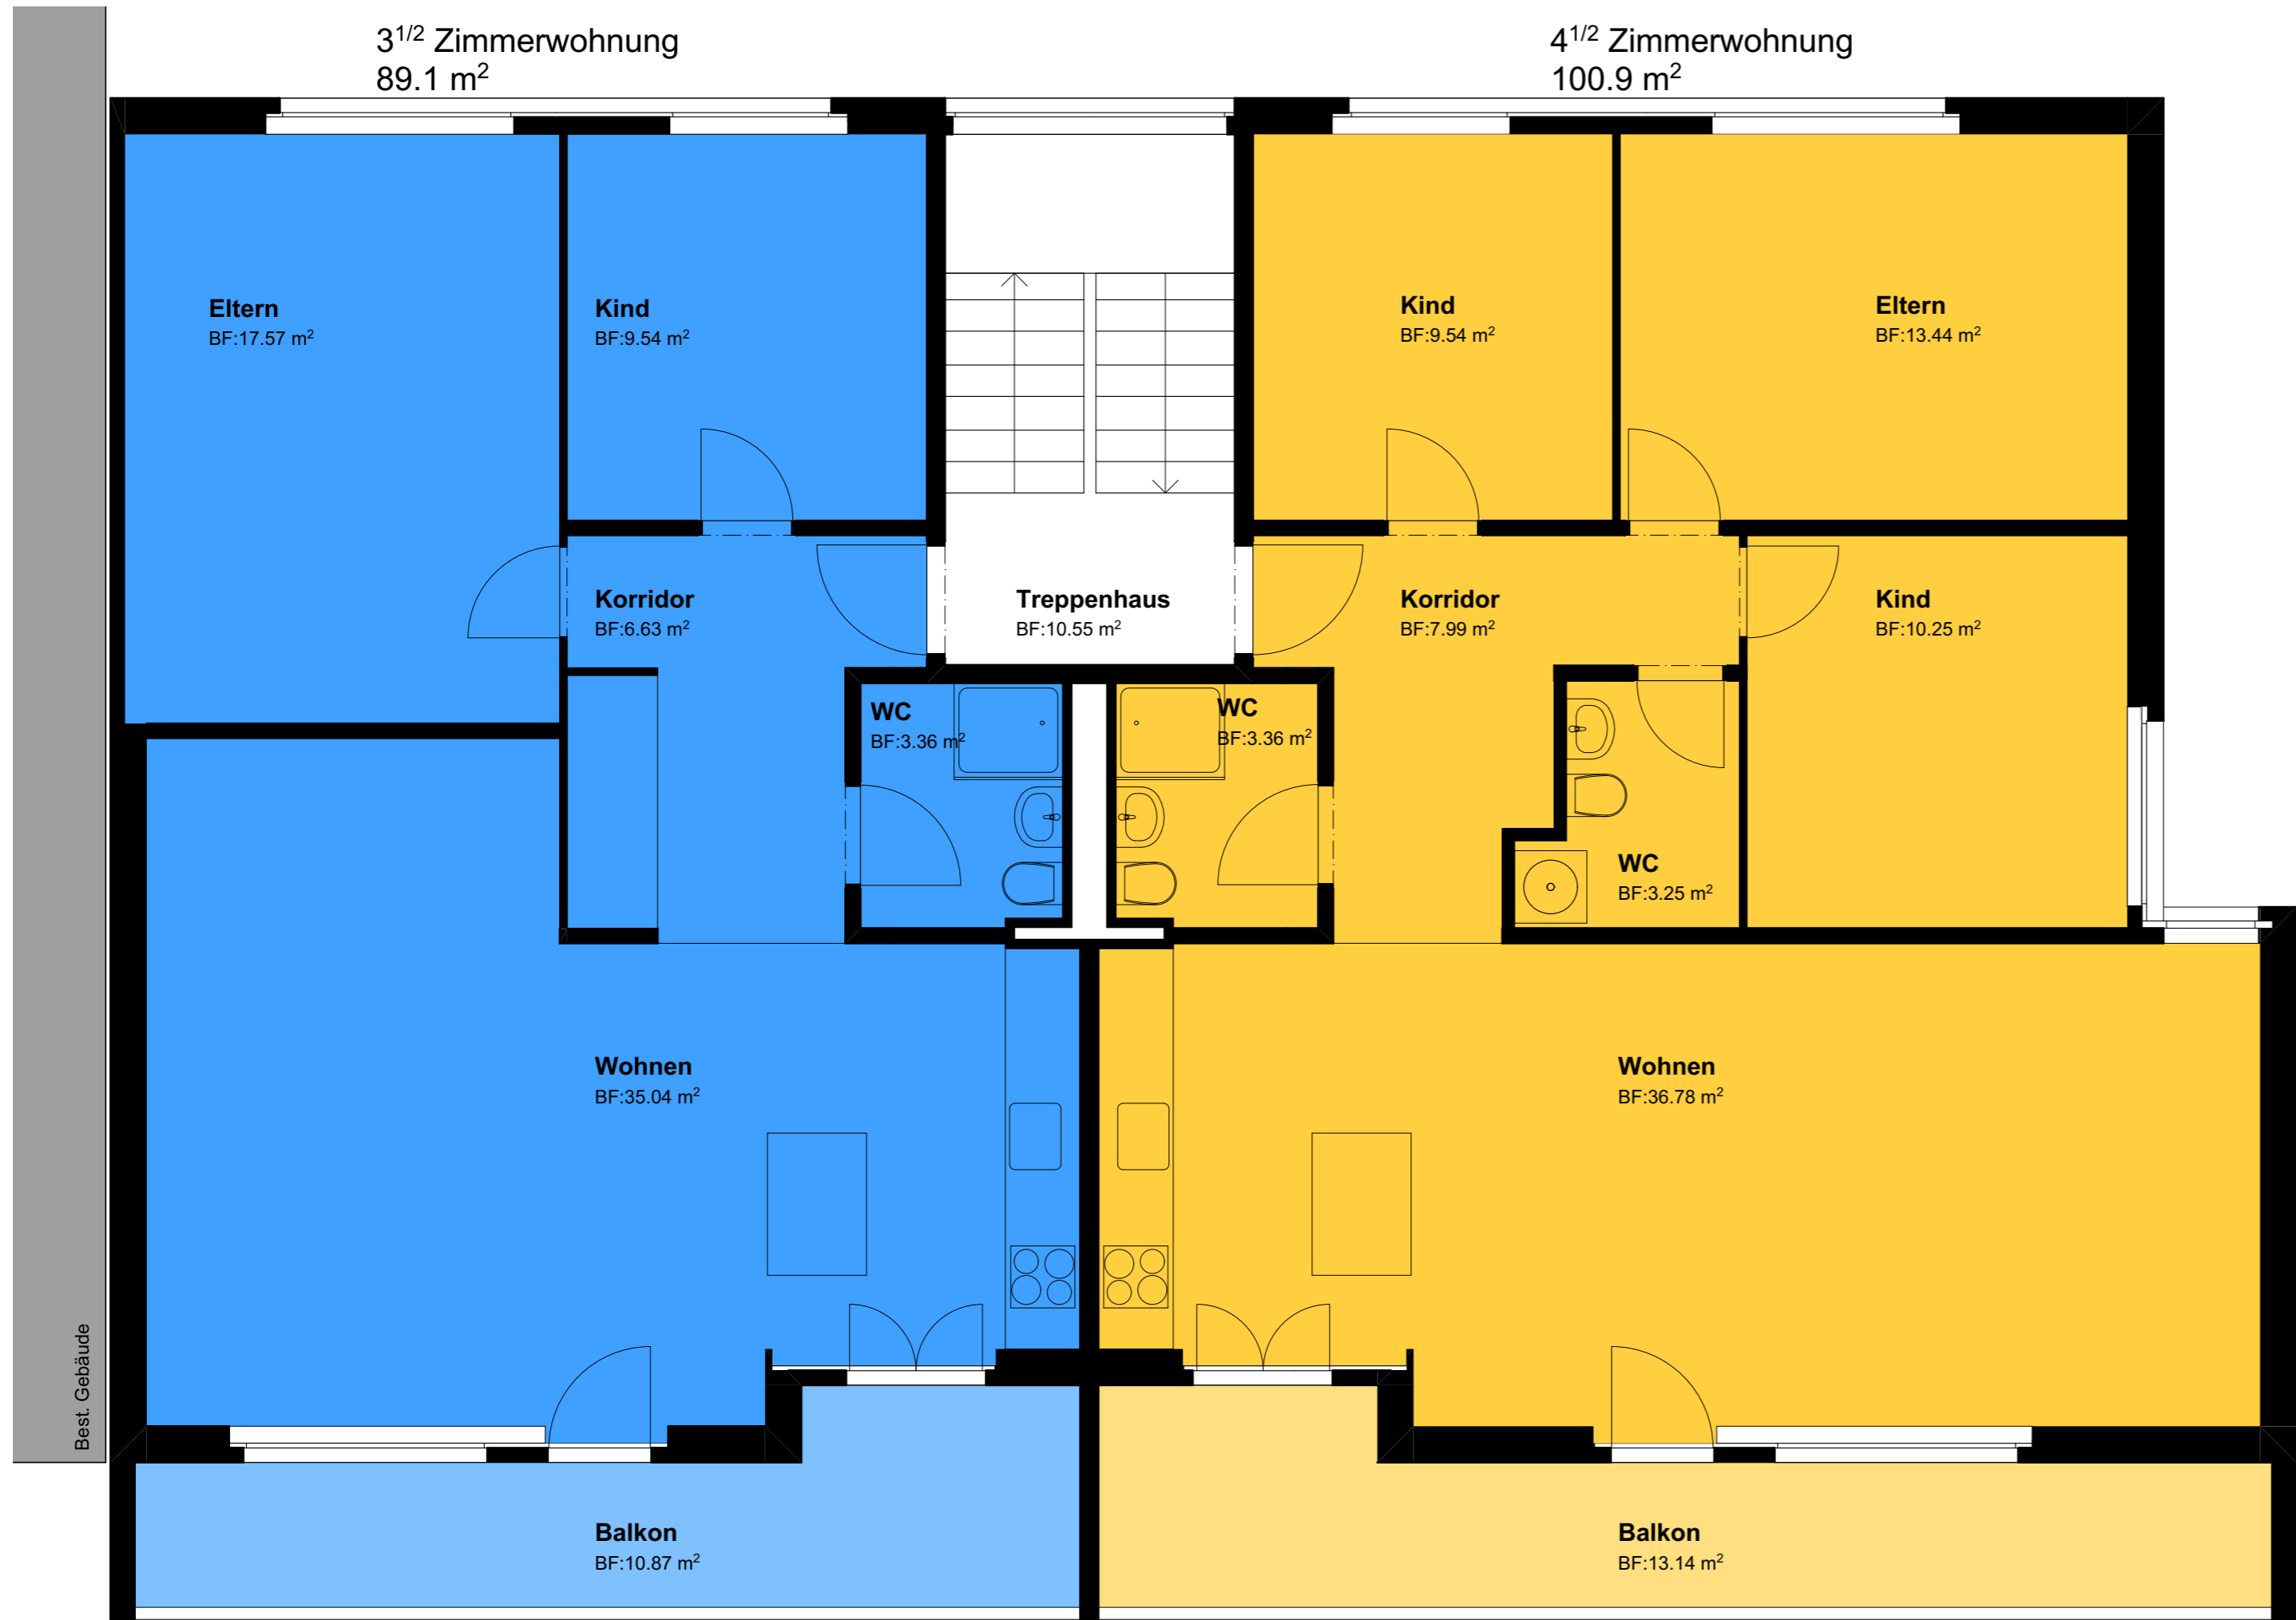 3¹/² Zimmerwohnung
89.1 m²
4¹/² Zimmerwohnung
100.9 m²
Eltern
BF:17.57 m²
Kind
BF:9.54 m²
Kind
BF:9.54 m²
Eltern
BF:13.44 m²
Korridor
BF:6.63 m²
Treppenhaus
BF:10.55 m²
Korridor
BF:7.99 m²
Kind
BF:10.25 m²
WC
BF:3.36 m²
WC
BF:3.36 m²
WC
BF:3.25 m²
Wohnen
BF:35.04 m²
Wohnen
BF:36.78 m²
Best. Gebäude
Balkon
BF:10.87 m²
Balkon
BF:13.14 m²